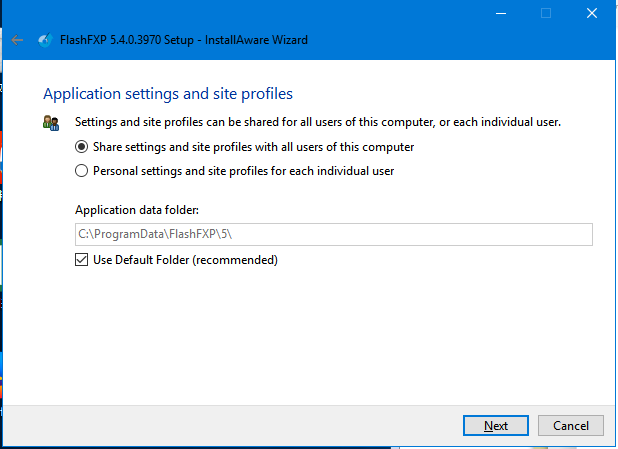 FlashFXP 5.4.0.3970 Setup - InstallAware Wizard
Application settings and site profiles
Settings and site profiles can be shared for all users of this computer, or each individual user.
Share settings and site profiles with all users of this computer
Personal settings and site profiles for each individual user
Application data folder:
C:\ProgramData\FlashFXP\5\
Use Default Folder (recommended)
Next
Cancel